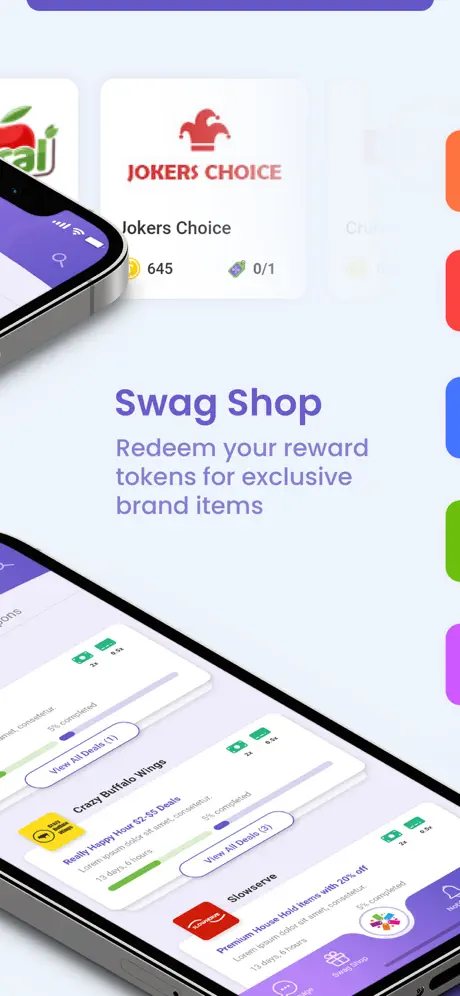 JOKERS CHOICE
Jokers Choice
645
0/1
Swag Shop
Redeem your reward
tokens for exclusive
brand items
2x
0.5x
amet, consetetur.
5% completed
View All Deals (1)
Crazy Buffalo Wings
Really Happy Hour $2-$5 Deals
Lorem ipsum dolor sit amet, consetetur.
13 days, 6 hours
5% completed
2x
0.5x
View All Deals (3)
Slowserve
SLOWSERVE
Premium House Hold items with 20% off
Lorem ipsum dolor sit amet, consetetur.
13 days, 6 hours
5% completed
2x
0.5x
Swag Shop